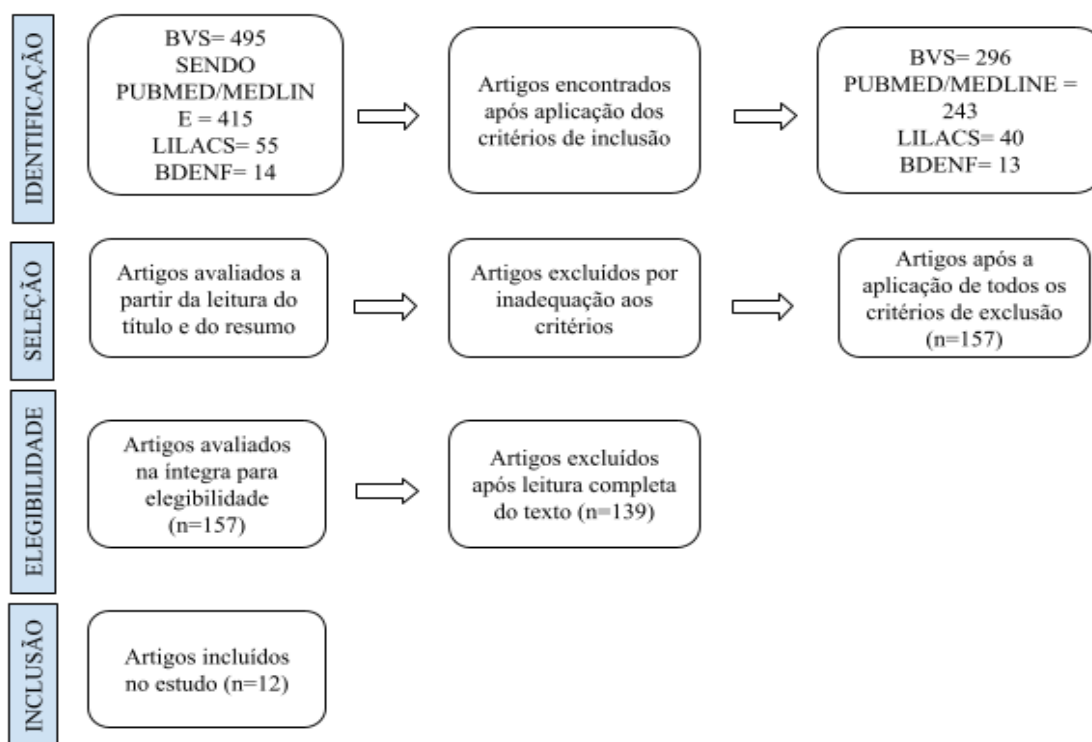 IDENTIFICAÇÃO
BVS= 495
SENDO
PUBMED/MEDLIN
E = 415
LILACS= 55
BDENF= 14
Artigos encontrados
após aplicação dos
critérios de inclusão
BVS= 296
PUBMED/MEDLINE =
243
LILACS= 40
BDENF= 13
SELEÇÃO
Artigos avaliados a
partir da leitura do
título e do resumo
Artigos excluídos por
inadequação aos
critérios
Artigos após a
aplicação de todos os
critérios de exclusão
(n=157)
ELEGIBILIDADE
Artigos avaliados
na íntegra para
elegibilidade
(n=157)
Artigos excluídos
após leitura completa
do texto (n=139)
INCLUSÃO
Artigos incluídos
no estudo (n=12)